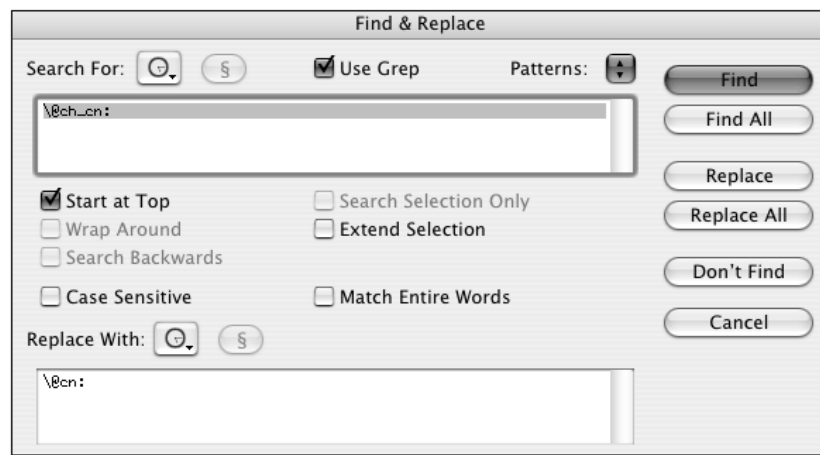 Find & Replace
Search For: § Use Grep Patterns:
\@ch_cn:
Start at Top Search Selection Only
Wrap Around Extend Selection
Search Backwards
Case Sensitive Match Entire Words
Replace With: §
\@cn:
Find
Find All
Replace
Replace All
Don't Find
Cancel